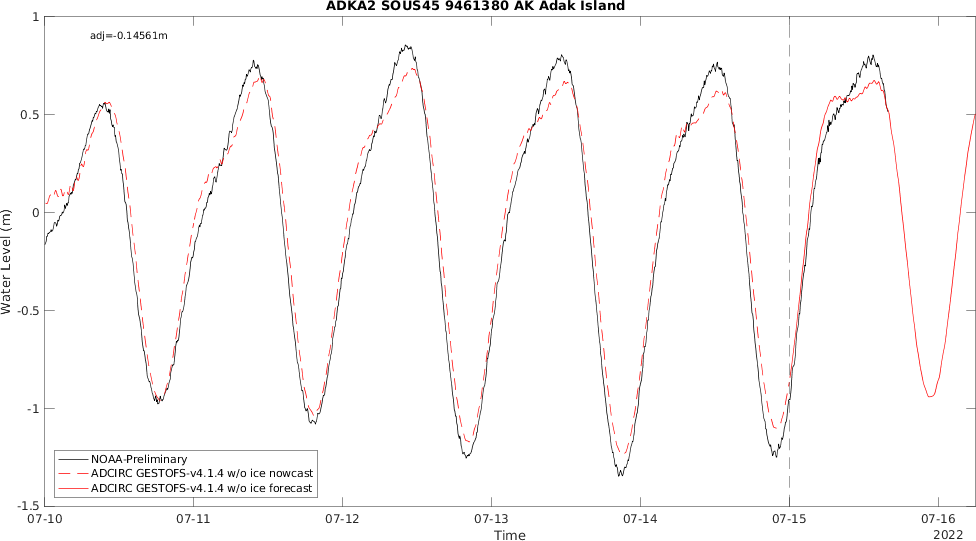 ADKA2 SOUS45 9461380 AK Adak Island
adj=-0.14561m
1
0.5
0
-0.5
-1
-1.5
Water Level (m)
NOAA-Preliminary
ADCIRC GESTOFS-v4.1.4 w/o ice nowcast
ADCIRC GESTOFS-v4.1.4 w/o ice forecast
07-10 07-11 07-12 07-13 07-14 07-15 07-16
Time 2022